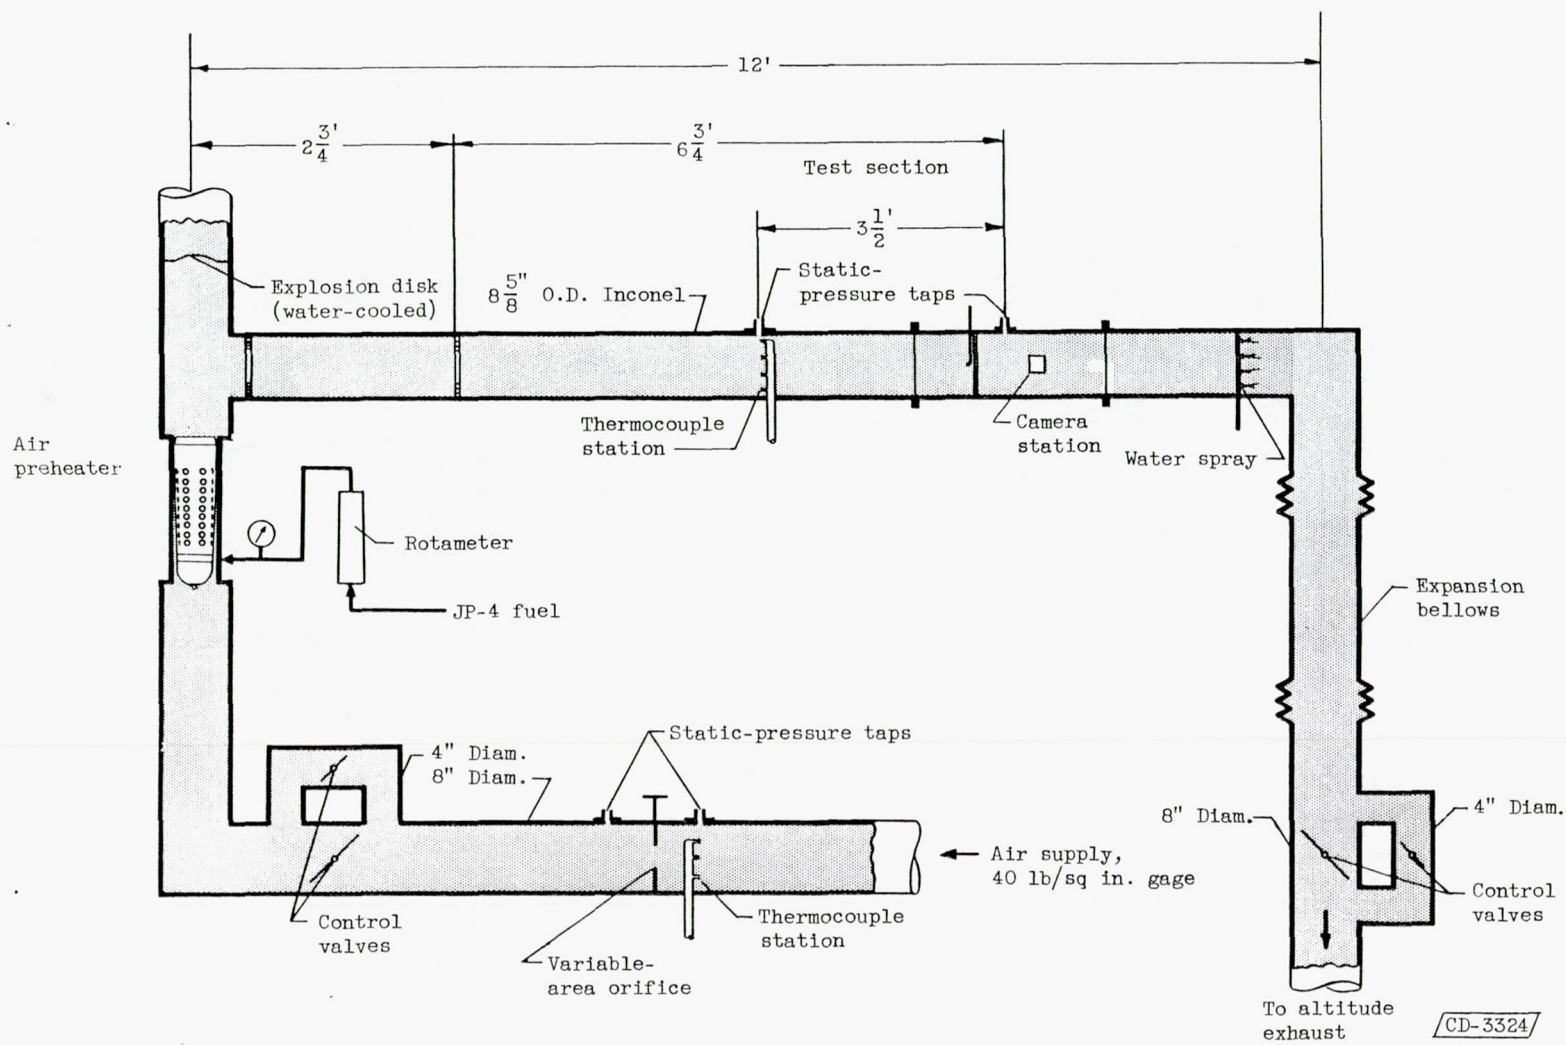 12'
2 3/4'
6 3/4'
Test section
3 1/2'
Static-
pressure taps
Explosion disk
(water-cooled)
8 5/8" O.D. Inconel
Thermocouple
station
Camera
station
Water spray
Air
preheater
Rotameter
JP-4 fuel
Expansion
bellows
Static-pressure taps
4" Diam.
8" Diam.
8" Diam.
4" Diam.
Air supply,
40 lb/sq in. gage
Control
valves
Control
valves
Thermocouple
station
Variable-
area orifice
To altitude
exhaust
CD-3324